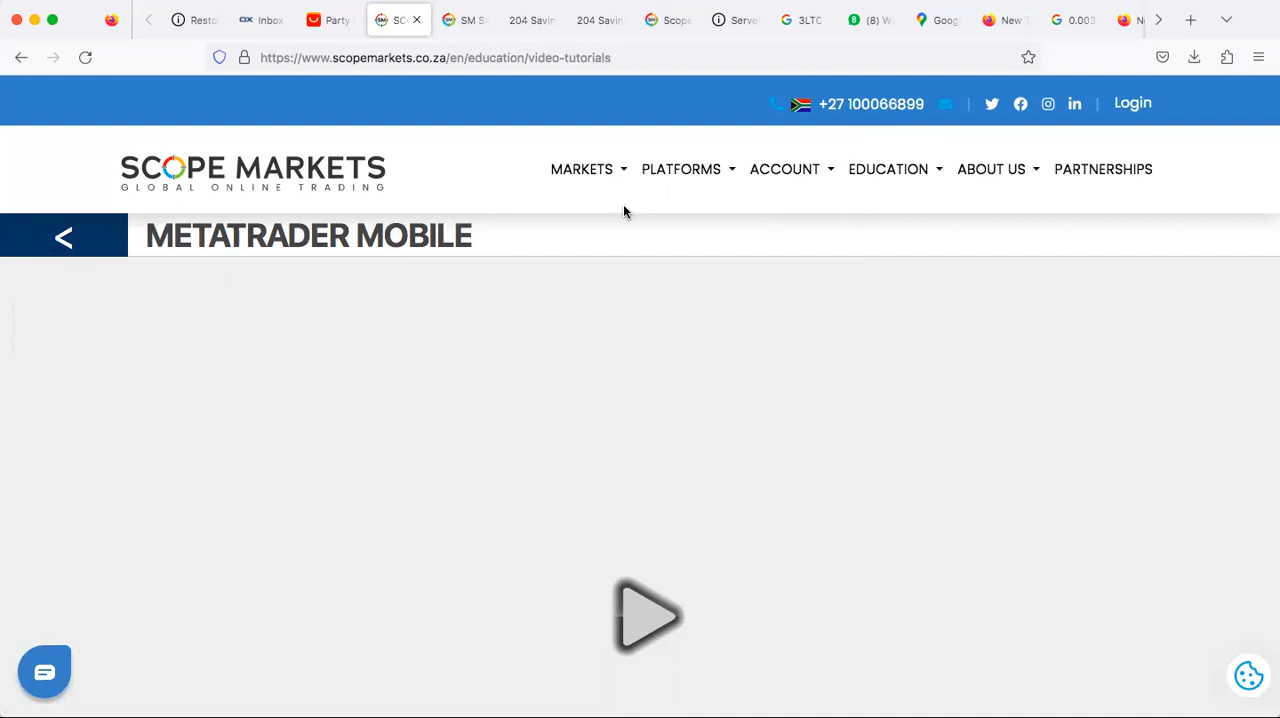 Resto
OX Inbox
Party
SC
SM S
204 Savin
204 Savin
Scope
Serve
3LTC
(8) W
Goog
New T
0.003
N
https://www.scopemarkets.co.za/en/education/video-tutorials
+27 100066899 | | Login
SCOPE MARKETS
GLOBAL ONLINE TRADING
MARKETS PLATFORMS ACCOUNT EDUCATION ABOUT US PARTNERSHIPS
< METATRADER MOBILE